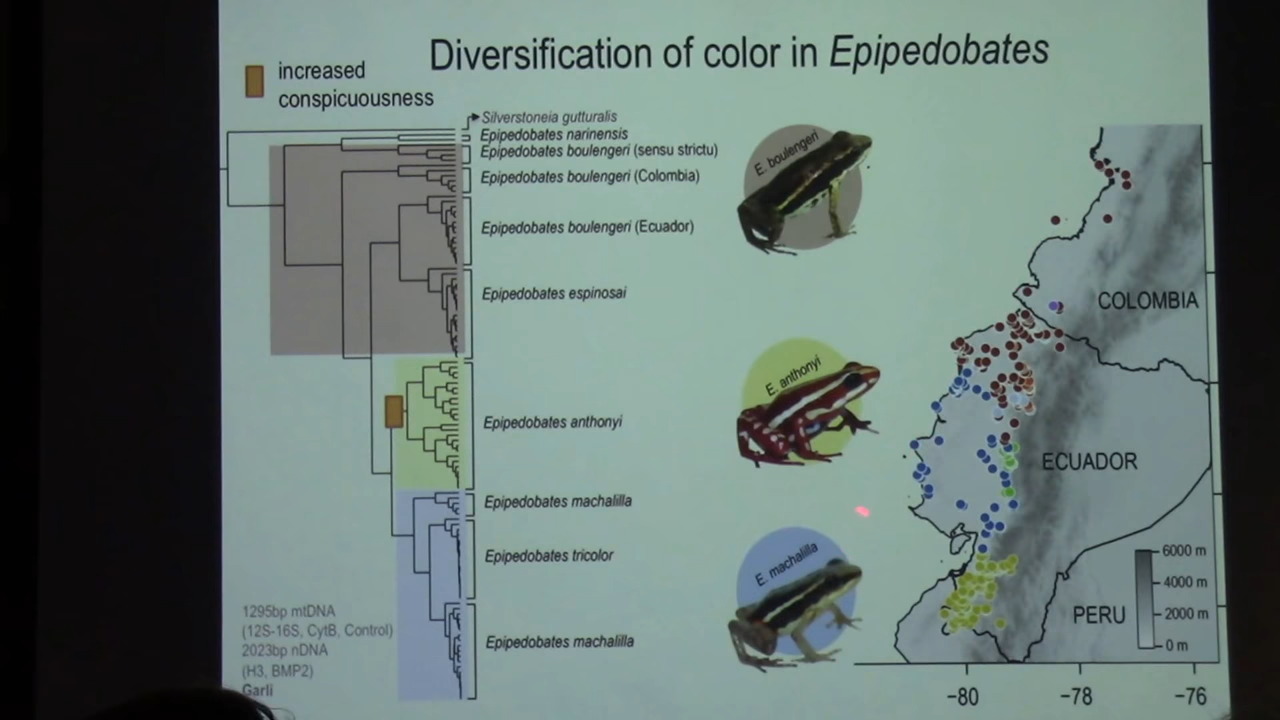 Diversification of color in Epipedobates
increased
conspicuousness
Silverstoneia gutturalis
Epipedobates narinensis
Epipedobates boulengeri (sensu strictu)
Epipedobates boulengeri (Colombia)
Epipedobates boulengeri (Ecuador)
Epipedobates espinosai
Epipedobates anthonyi
Epipedobates machalilla
Epipedobates tricolor
Epipedobates machalilla
1295bp mtDNA
(12S-16S, CytB, Control)
2023bp nDNA
(H3, BMP2)
Garli
E. boulengeri
E. anthonyi
E. machalilla
COLOMBIA
ECUADOR
PERU
6000 m
4000 m
2000 m
0 m
−80
−78
−76